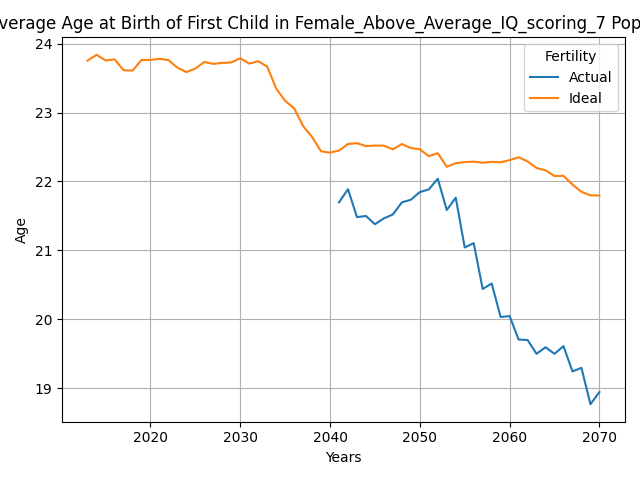 verage Age at Birth of First Child in Female_Above_Average_IQ_scoring_7 Pop
24
23
22
21
20
19
Age
Fertility
Actual
Ideal
2020 2030 2040 2050 2060 2070
Years